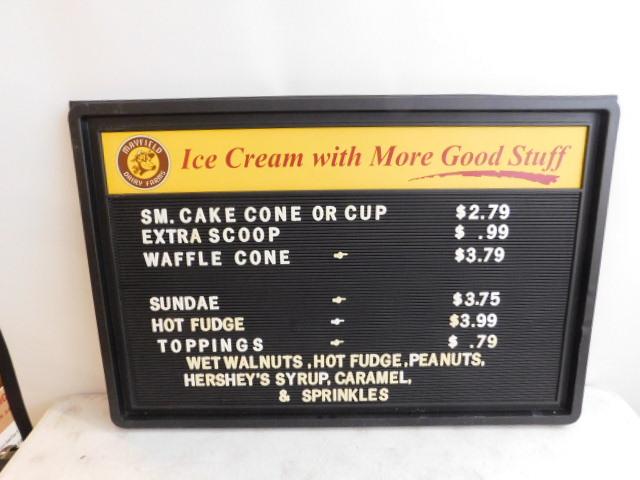 MAYFIELD
DAIRY FARMS
Ice Cream with More Good Stuff
SM. CAKE CONE OR CUP $2.79
EXTRA SCOOP $ .99
WAFFLE CONE $3.79
SUNDAE $3.75
HOT FUDGE $3.99
TOPPINGS $ .79
WET WALNUTS, HOT FUDGE, PEANUTS,
HERSHEY'S SYRUP, CARAMEL,
& SPRINKLES